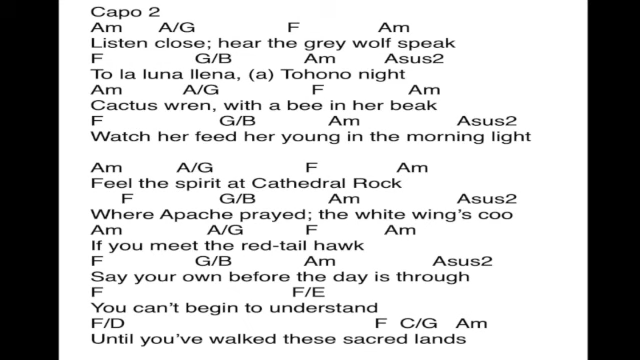 Capo 2
Am A/G F Am
Listen close; hear the grey wolf speak
F G/B Am Asus2
To la luna llena, (a) Tohono night
Am A/G F Am
Cactus wren, with a bee in her beak
F G/B Am Asus2
Watch her feed her young in the morning light
Am A/G F Am
Feel the spirit at Cathedral Rock
F G/B Am Asus2
Where Apache prayed; the white wing's coo
Am A/G F Am
If you meet the red-tail hawk
F G/B Am Asus2
Say your own before the day is through
F F/E
You can't begin to understand
F/D F C/G Am
Until you've walked these sacred lands